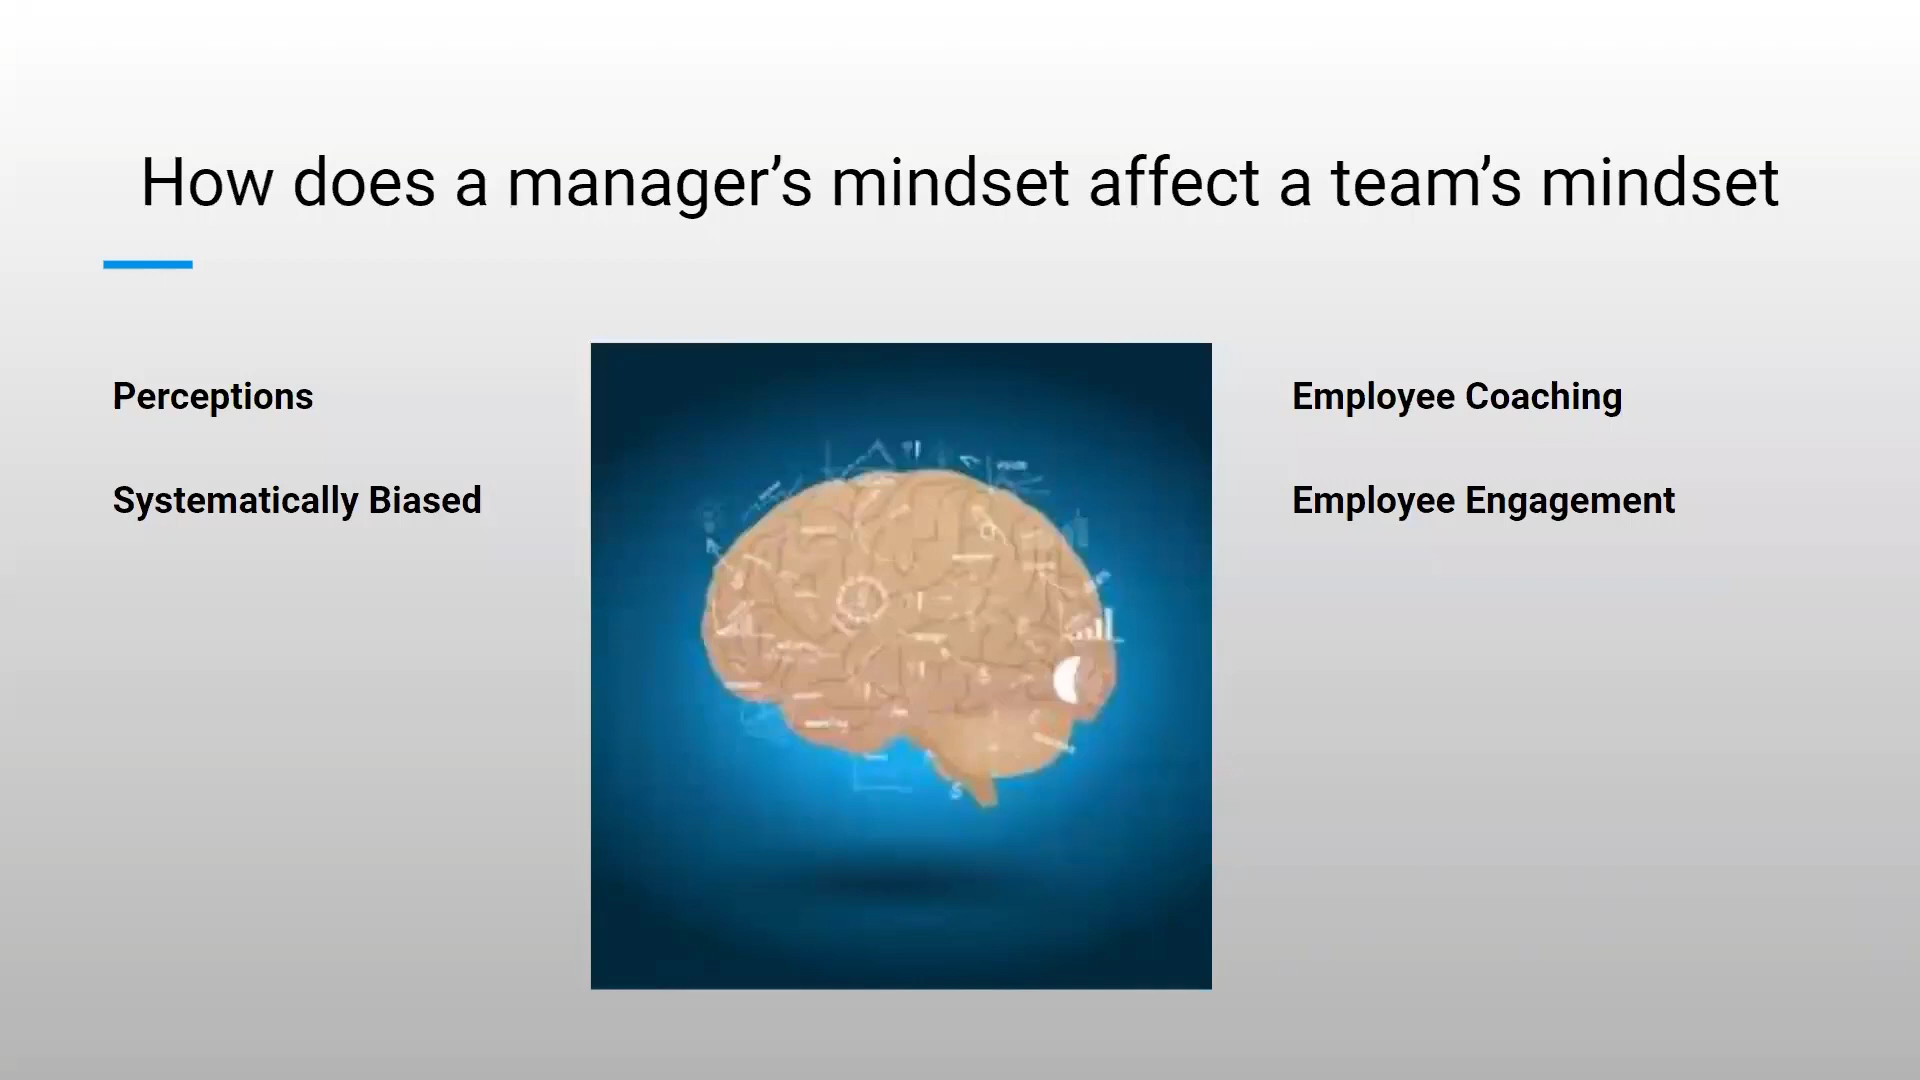 How does a manager’s mindset affect a team’s mindset
Perceptions
Systematically Biased
Employee Coaching
Employee Engagement